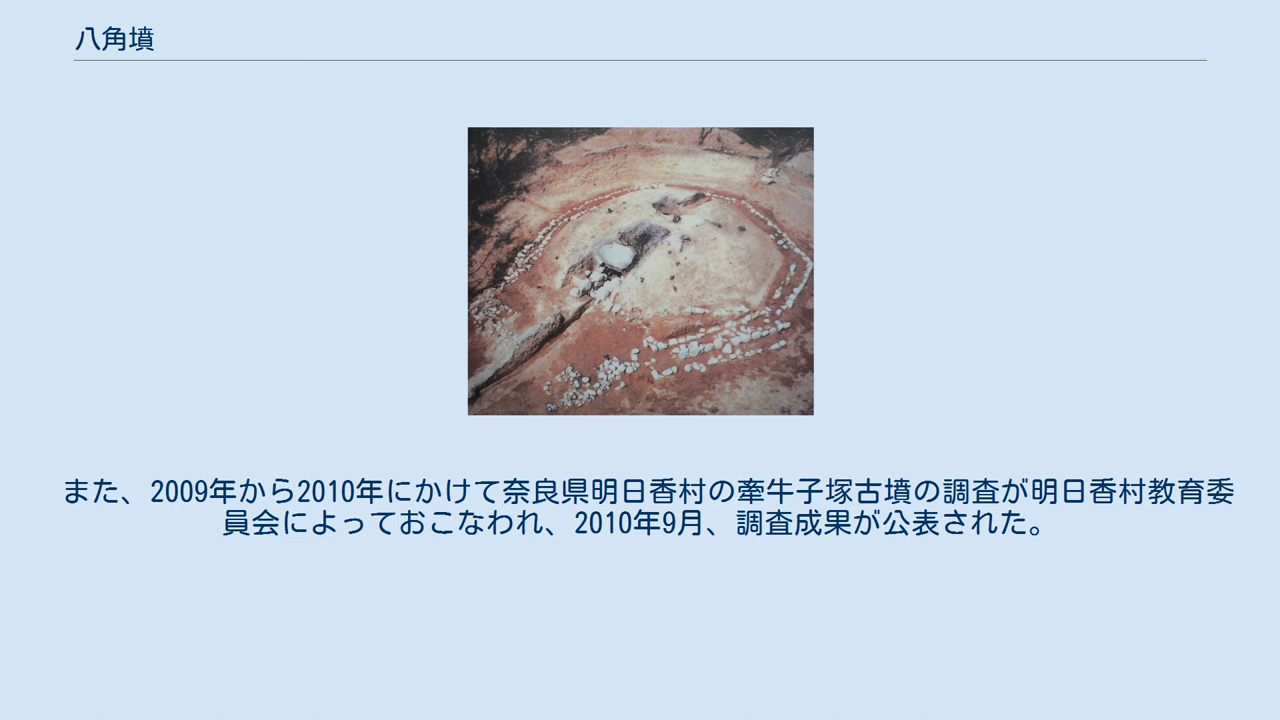 八角墳
また、2009年から2010年にかけて奈良県明日香村の牽牛子塚古墳の調査が明日香村教育委
員会によっておこなわれ、2010年9月、調査成果が公表された。